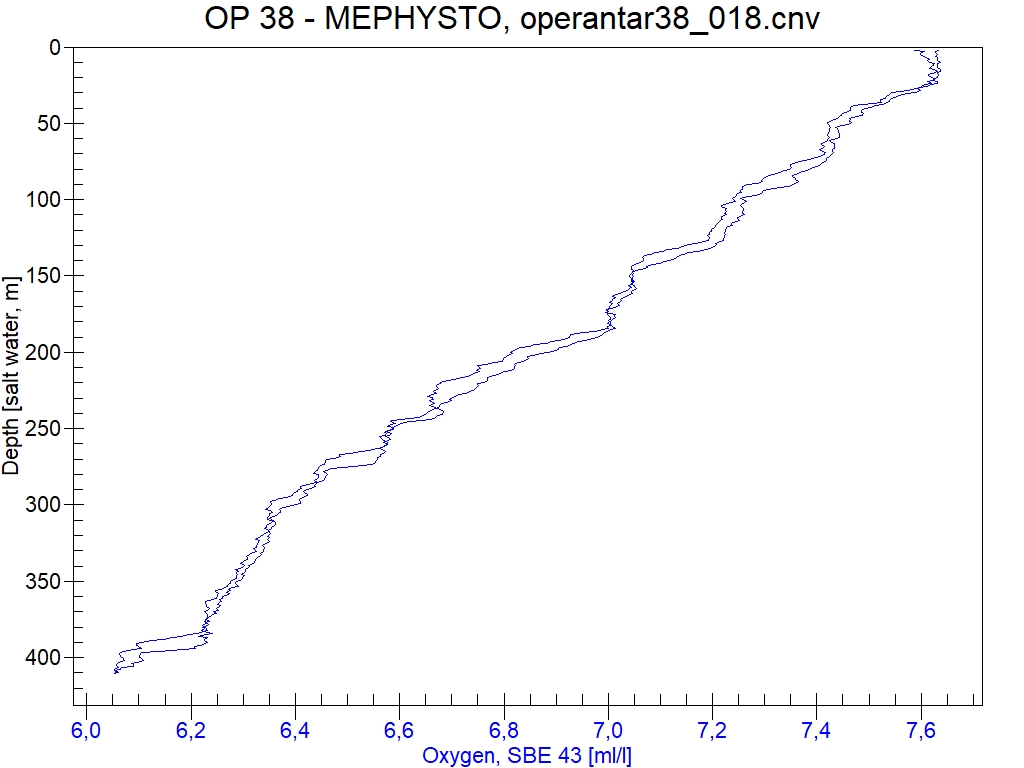 OP 38 - MEPHYSTO, operantar38_018.cnv
0
50
100
150
200
250
300
350
400
Depth [salt water, m]
6,0 6,2 6,4 6,6 6,8 7,0 7,2 7,4 7,6
Oxygen, SBE 43 [ml/l]